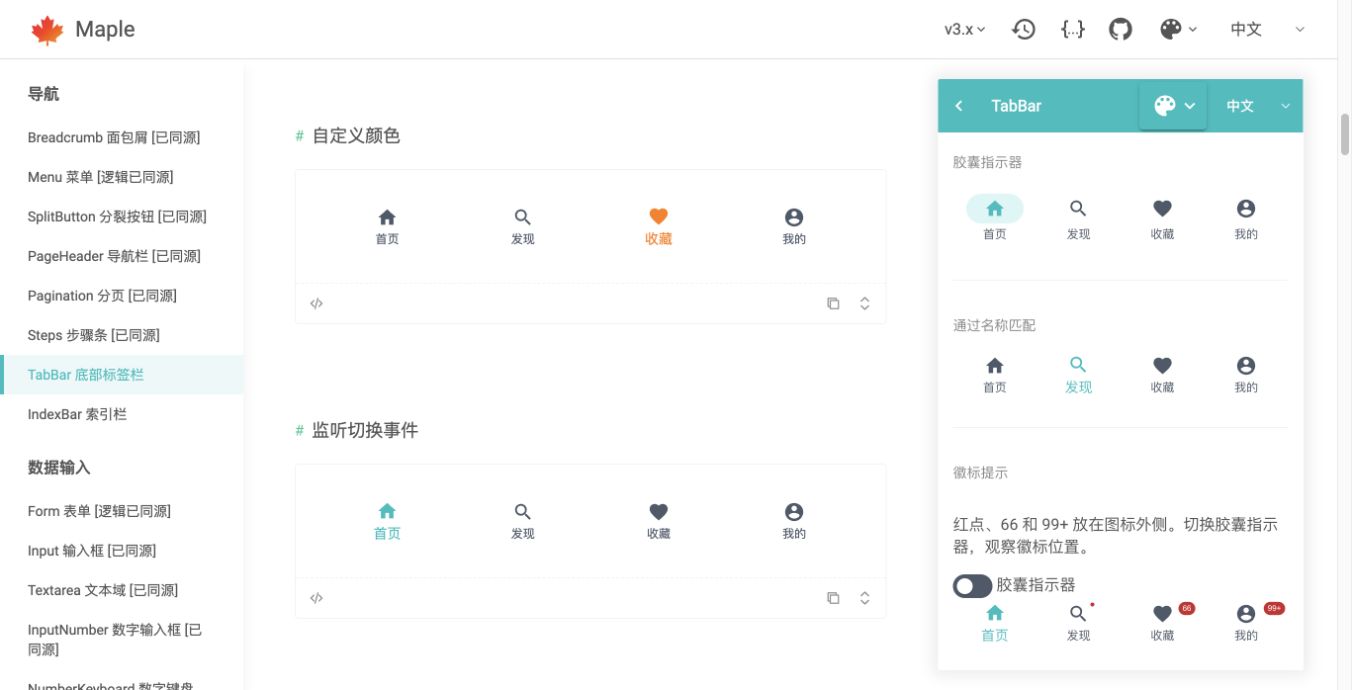 Maple
v3.x
中文
导航
Breadcrumb 面包屑 [已同源]
Menu 菜单 [逻辑已同源]
SplitButton 分裂按钮 [已同源]
PageHeader 导航栏 [已同源]
Pagination 分页 [已同源]
Steps 步骤条 [已同源]
TabBar 底部标签栏
IndexBar 索引栏
数据输入
Form 表单 [逻辑已同源]
Input 输入框 [已同源]
Textarea 文本域 [已同源]
InputNumber 数字输入框 [已
同源]
NumberKeyboard 数字键盘
# 自定义颜色
首页 发现 收藏 我的
# 监听切换事件
首页 发现 收藏 我的
TabBar
中文
胶囊指示器
首页 发现 收藏 我的
通过名称匹配
首页 发现 收藏 我的
徽标提示
红点、66 和 99+ 放在图标外侧。切换胶囊指示
器，观察徽标位置。
胶囊指示器
66 99+
首页 发现 收藏 我的